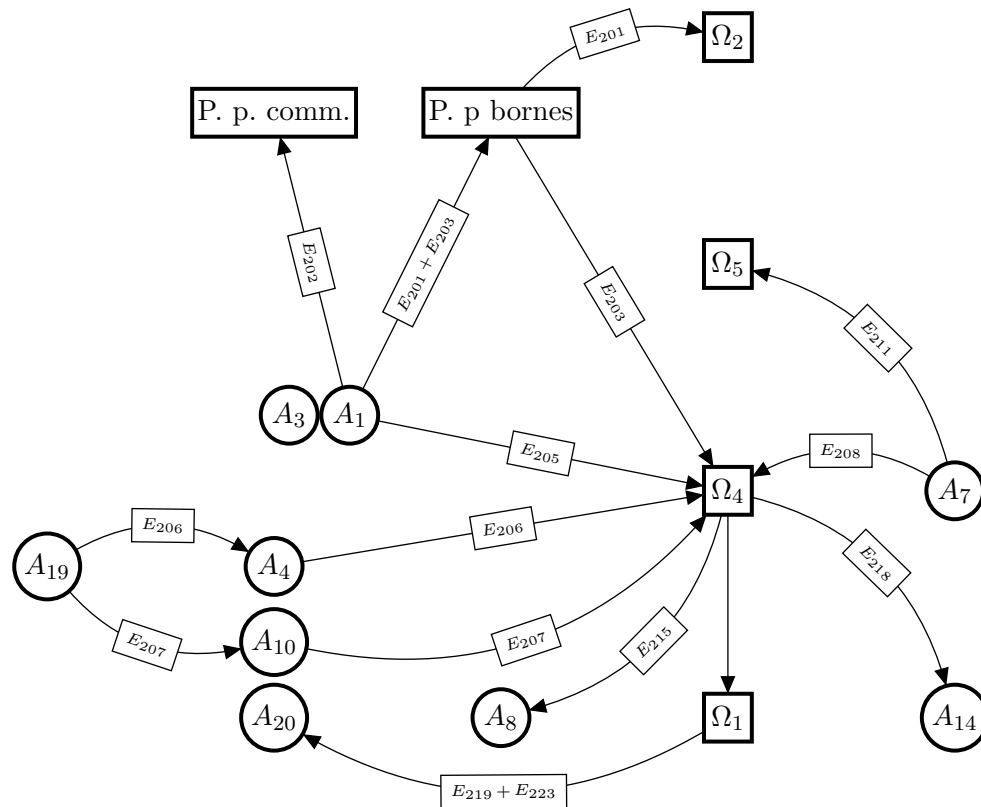 E₂₀₁
Ω₂
P. p. comm.
P. p bornes
E₂₀₂
E₂₀₁ + E₂₀₃
E₂₀₃
Ω₅
E₂₁₁
A₃
A₁
E₂₀₅
E₂₀₈
Ω₄
A₇
E₂₀₆
E₂₀₆
A₁₉
A₄
E₂₁₈
E₂₀₇
A₁₀
E₂₀₇
E₂₁₅
A₂₀
A₈
Ω₁
A₁₄
E₂₁₉ + E₂₂₃